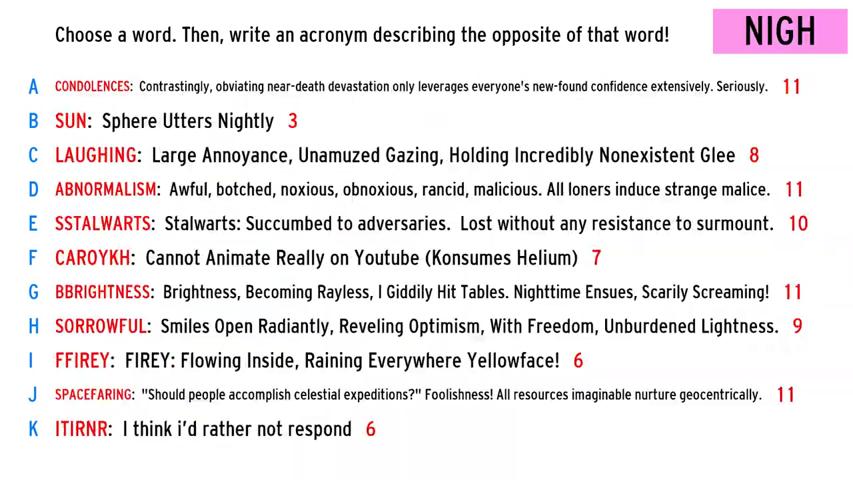 Choose a word. Then, write an acronym describing the opposite of that word!
NIGH
A CONDOLENCES: Contrastingly, obviating near-death devastation only leverages everyone's new-found confidence extensively. Seriously. 11
B SUN: Sphere Utters Nightly 3
C LAUGHING: Large Annoyance, Unamuzed Gazing, Holding Incredibly Nonexistent Glee 8
D ABNORMALISM: Awful, botched, noxious, obnoxious, rancid, malicious. All loners induce strange malice. 11
E SSTALWARTS: Stalwarts: Succumbed to adversaries. Lost without any resistance to surmount. 10
F CAROYKH: Cannot Animate Really on Youtube (Konsumes Helium) 7
G BBRIGHTNESS: Brightness, Becoming Rayless, I Giddily Hit Tables. Nighttime Ensues, Scarily Screaming! 11
H SORROWFUL: Smiles Open Radiantly, Reveling Optimism, With Freedom, Unburdened Lightness. 9
I FFIREY: FIREY: Flowing Inside, Raining Everywhere Yellowface! 6
J SPACEFARING: "Should people accomplish celestial expeditions?" Foolishness! All resources imaginable nurture geocentrically. 11
K ITIRNR: I think i'd rather not respond 6